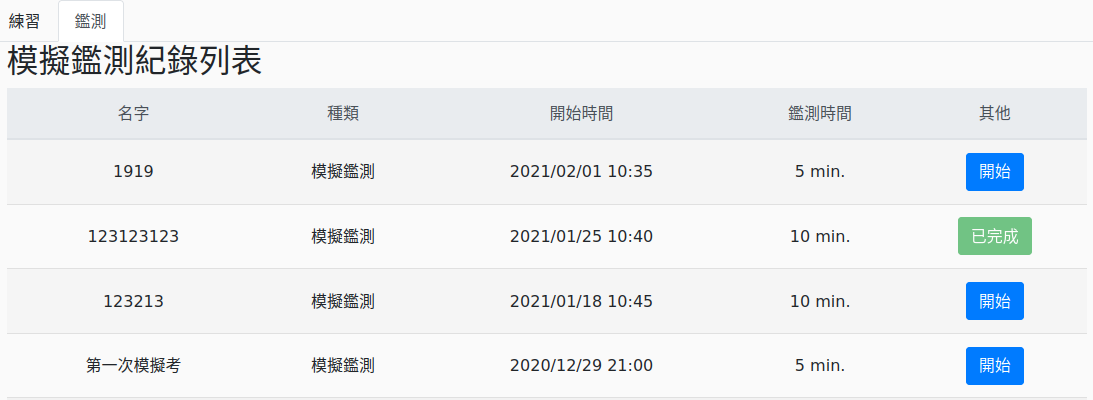 練習 鑑測
模擬鑑測紀錄列表
名字 種類 開始時間 鑑測時間 其他
1919 模擬鑑測 2021/02/01 10:35 5 min. 開始
123123123 模擬鑑測 2021/01/25 10:40 10 min. 已完成
123213 模擬鑑測 2021/01/18 10:45 10 min. 開始
第一次模擬考 模擬鑑測 2020/12/29 21:00 5 min. 開始